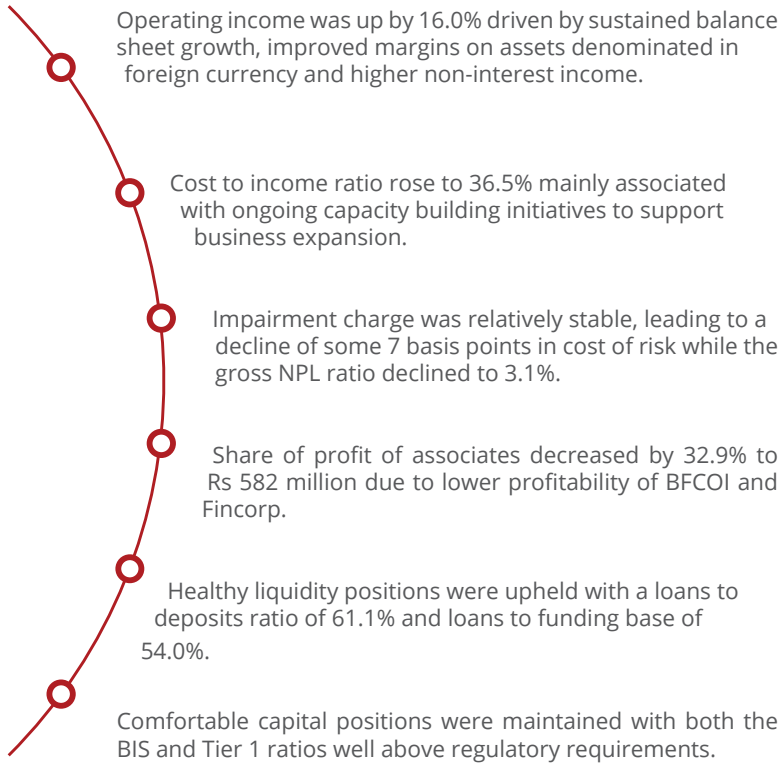 Operating income was up by 16.0% driven by sustained balance
sheet growth, improved margins on assets denominated in
foreign currency and higher non-interest income.
Cost to income ratio rose to 36.5% mainly associated
with ongoing capacity building initiatives to support
business expansion.
Impairment charge was relatively stable, leading to a
decline of some 7 basis points in cost of risk while the
gross NPL ratio declined to 3.1%.
Share of profit of associates decreased by 32.9% to
Rs 582 million due to lower profitability of BFCOI and
Fincorp.
Healthy liquidity positions were upheld with a loans to
deposits ratio of 61.1% and loans to funding base of
54.0%.
Comfortable capital positions were maintained with both the
BIS and Tier 1 ratios well above regulatory requirements.